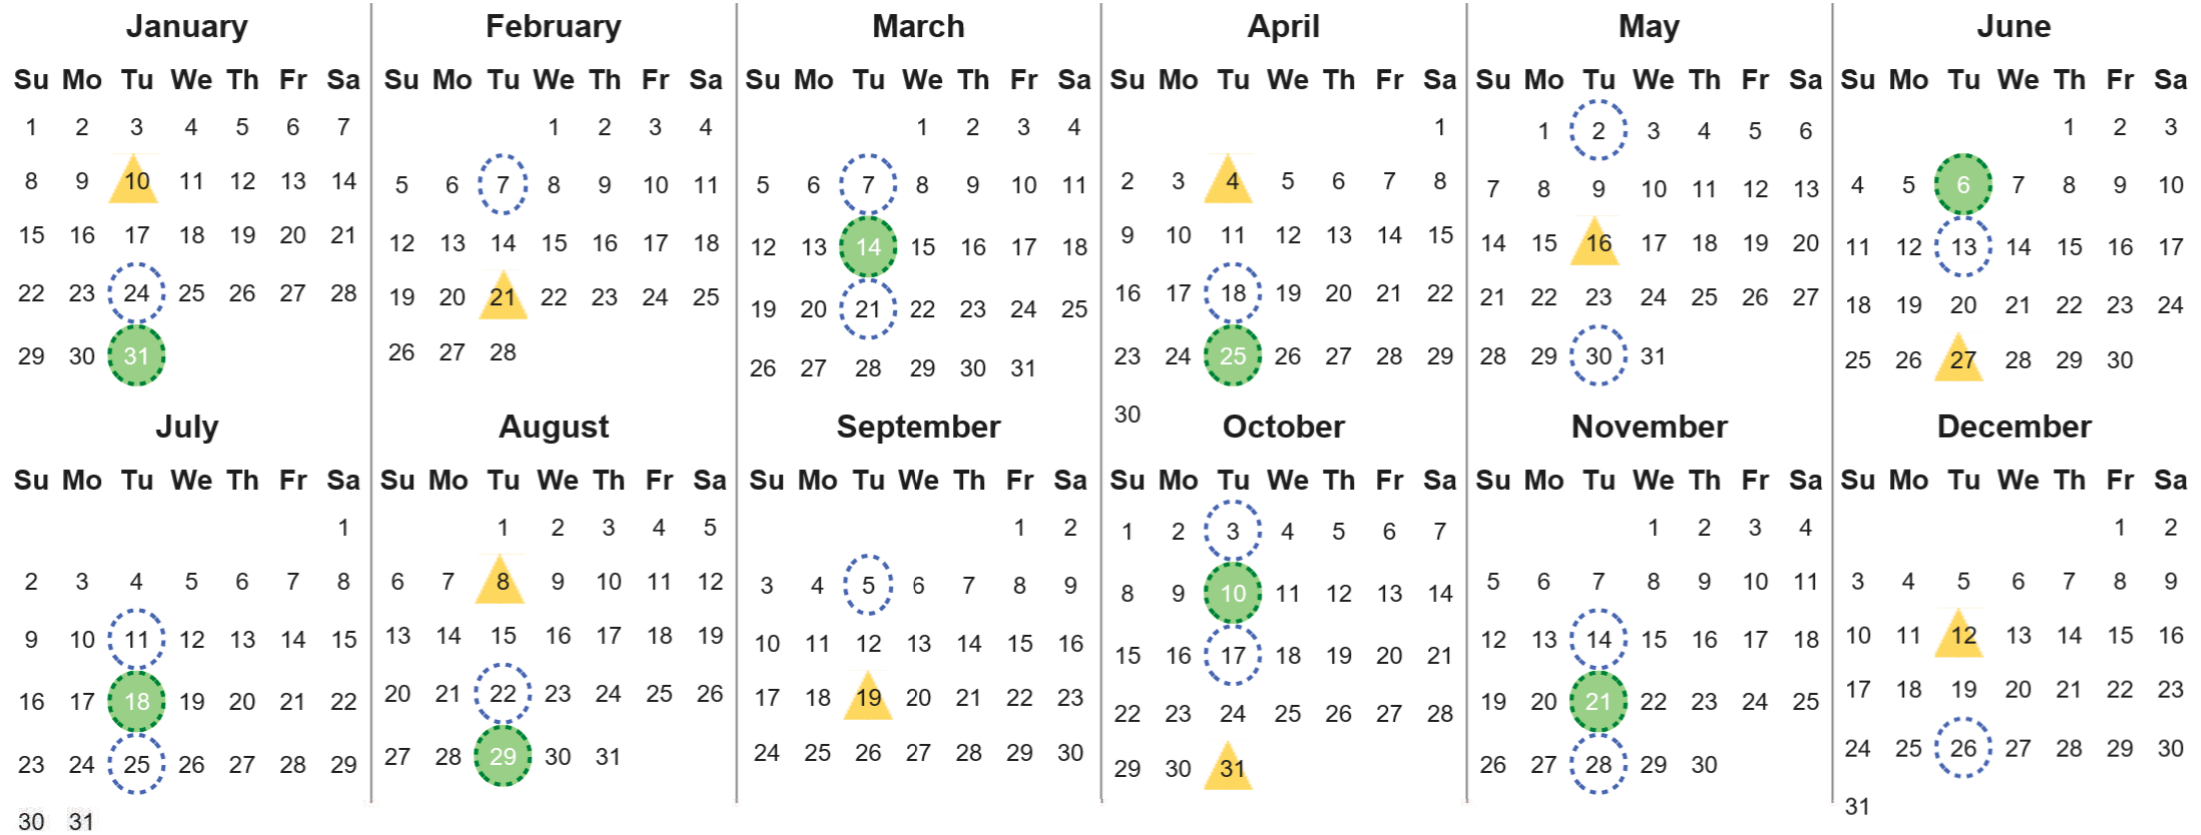 January
Su Mo Tu We Th Fr Sa
1 2 3 4 5 6 7
8 9 10 11 12 13 14
15 16 17 18 19 20 21
22 23 24 25 26 27 28
29 30 31
February
Su Mo Tu We Th Fr Sa
1 2 3 4
5 6 7 8 9 10 11
12 13 14 15 16 17 18
19 20 21 22 23 24 25
26 27 28
March
Su Mo Tu We Th Fr Sa
1 2 3 4
5 6 7 8 9 10 11
12 13 14 15 16 17 18
19 20 21 22 23 24 25
26 27 28 29 30 31
April
Su Mo Tu We Th Fr Sa
1
2 3 4 5 6 7 8
9 10 11 12 13 14 15
16 17 18 19 20 21 22
23 24 25 26 27 28 29
30
May
Su Mo Tu We Th Fr Sa
1 2 3 4 5 6
7 8 9 10 11 12 13
14 15 16 17 18 19 20
21 22 23 24 25 26 27
28 29 30 31
June
Su Mo Tu We Th Fr Sa
1 2 3
4 5 6 7 8 9 10
11 12 13 14 15 16 17
18 19 20 21 22 23 24
25 26 27 28 29 30
July
Su Mo Tu We Th Fr Sa
1
2 3 4 5 6 7 8
9 10 11 12 13 14 15
16 17 18 19 20 21 22
23 24 25 26 27 28 29
30 31
August
Su Mo Tu We Th Fr Sa
1 2 3 4 5
6 7 8 9 10 11 12
13 14 15 16 17 18 19
20 21 22 23 24 25 26
27 28 29 30 31
September
Su Mo Tu We Th Fr Sa
1 2
3 4 5 6 7 8 9
10 11 12 13 14 15 16
17 18 19 20 21 22 23
24 25 26 27 28 29 30
October
Su Mo Tu We Th Fr Sa
1 2 3 4 5 6 7
8 9 10 11 12 13 14
15 16 17 18 19 20 21
22 23 24 25 26 27 28
29 30 31
November
Su Mo Tu We Th Fr Sa
1 2 3 4
5 6 7 8 9 10 11
12 13 14 15 16 17 18
19 20 21 22 23 24 25
26 27 28 29 30
December
Su Mo Tu We Th Fr Sa
1 2
3 4 5 6 7 8 9
10 11 12 13 14 15 16
17 18 19 20 21 22 23
24 25 26 27 28 29 30
31